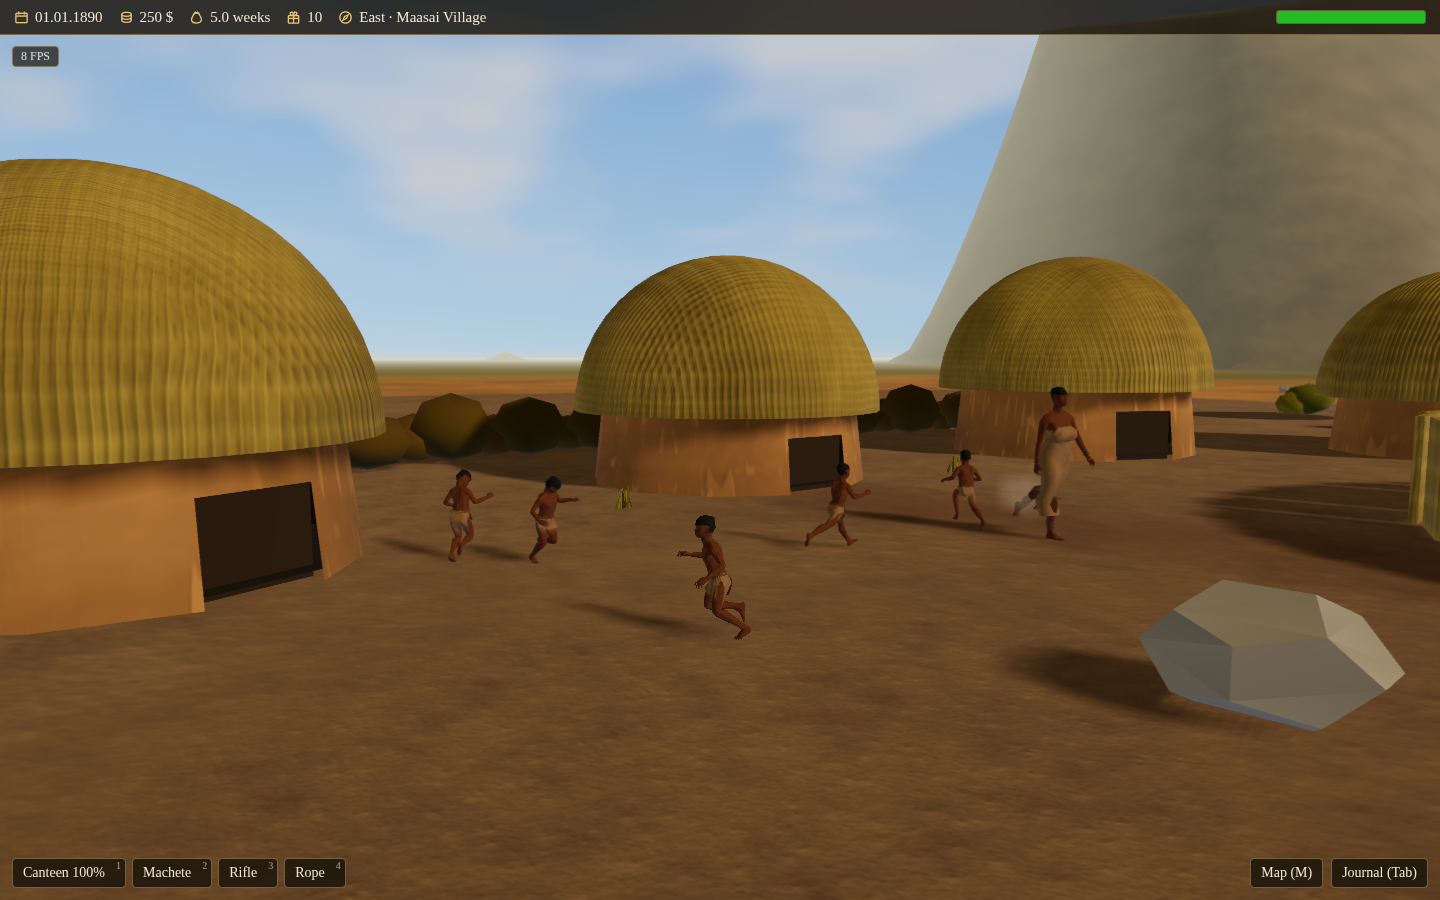 01.01.1890 250 $ 5.0 weeks 10 East · Maasai Village
8 FPS
Canteen 100% 1 Machete 2 Rifle 3 Rope 4 Map (M) Journal (Tab)